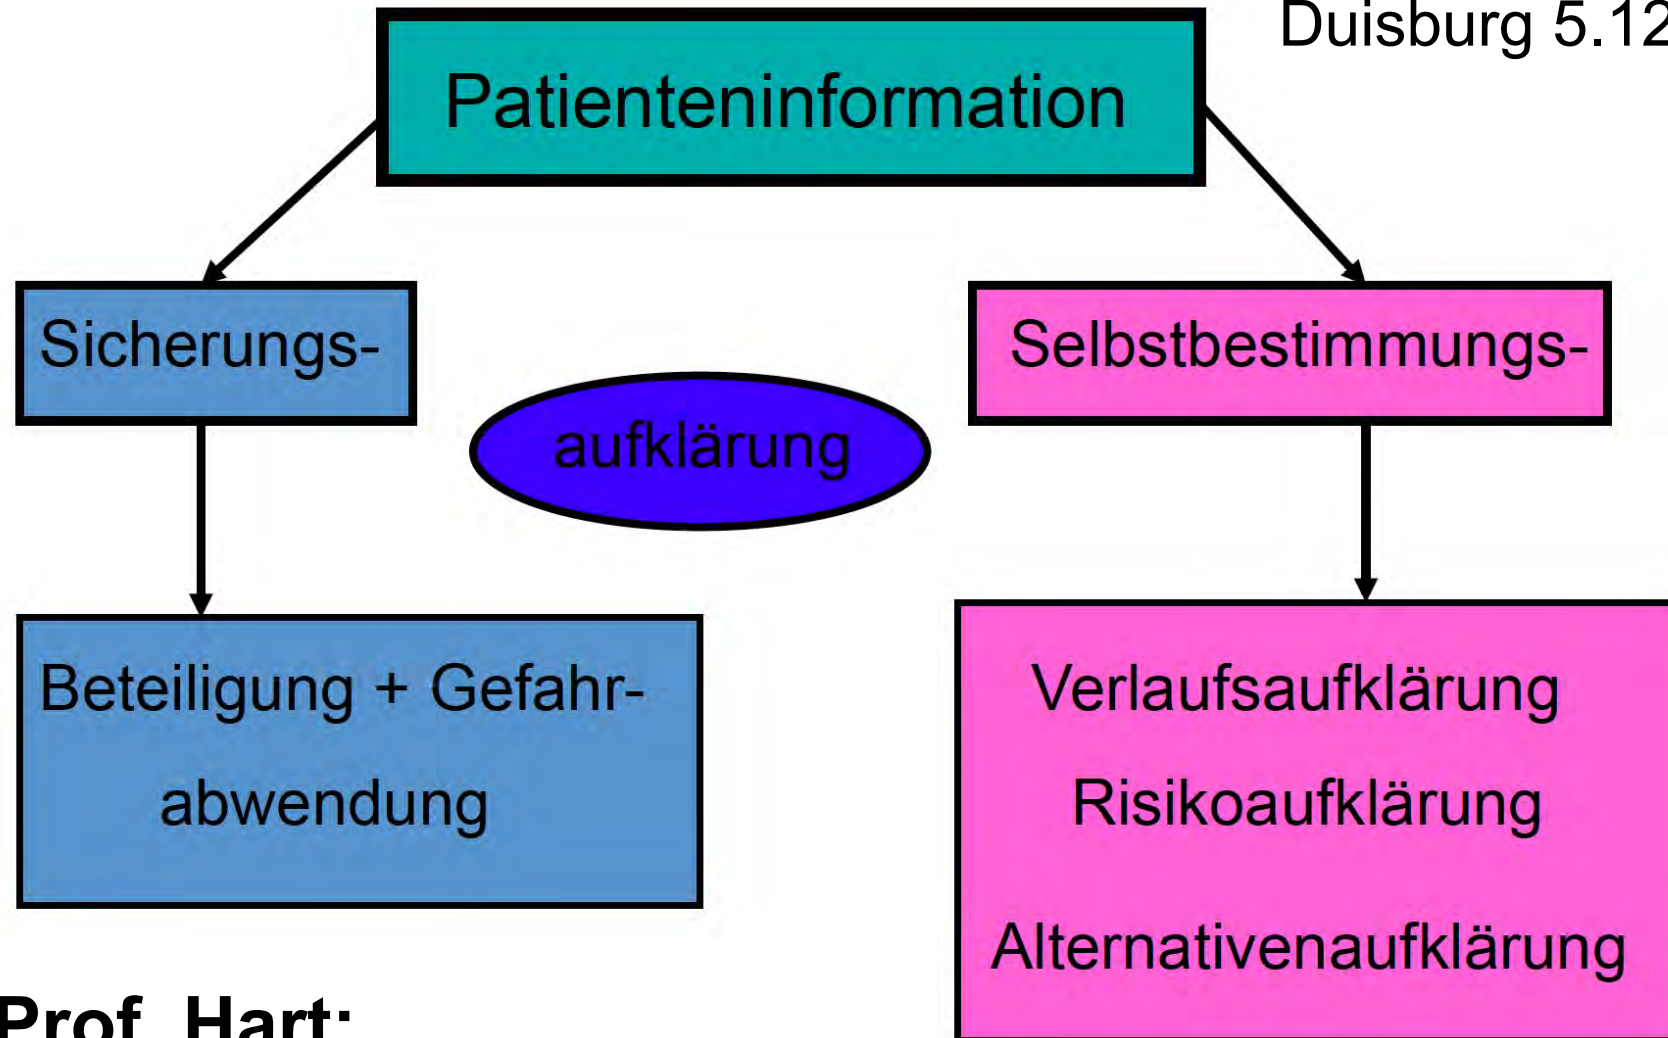 Duisburg 5.12
Patienteninformation
Sicherungs-
Selbstbestimmungs-
aufklärung
Beteiligung + Gefahr-
abwendung
Verlaufsaufklärung
Risikoaufklärung
Alternativenaufklärung
Prof. Hart: